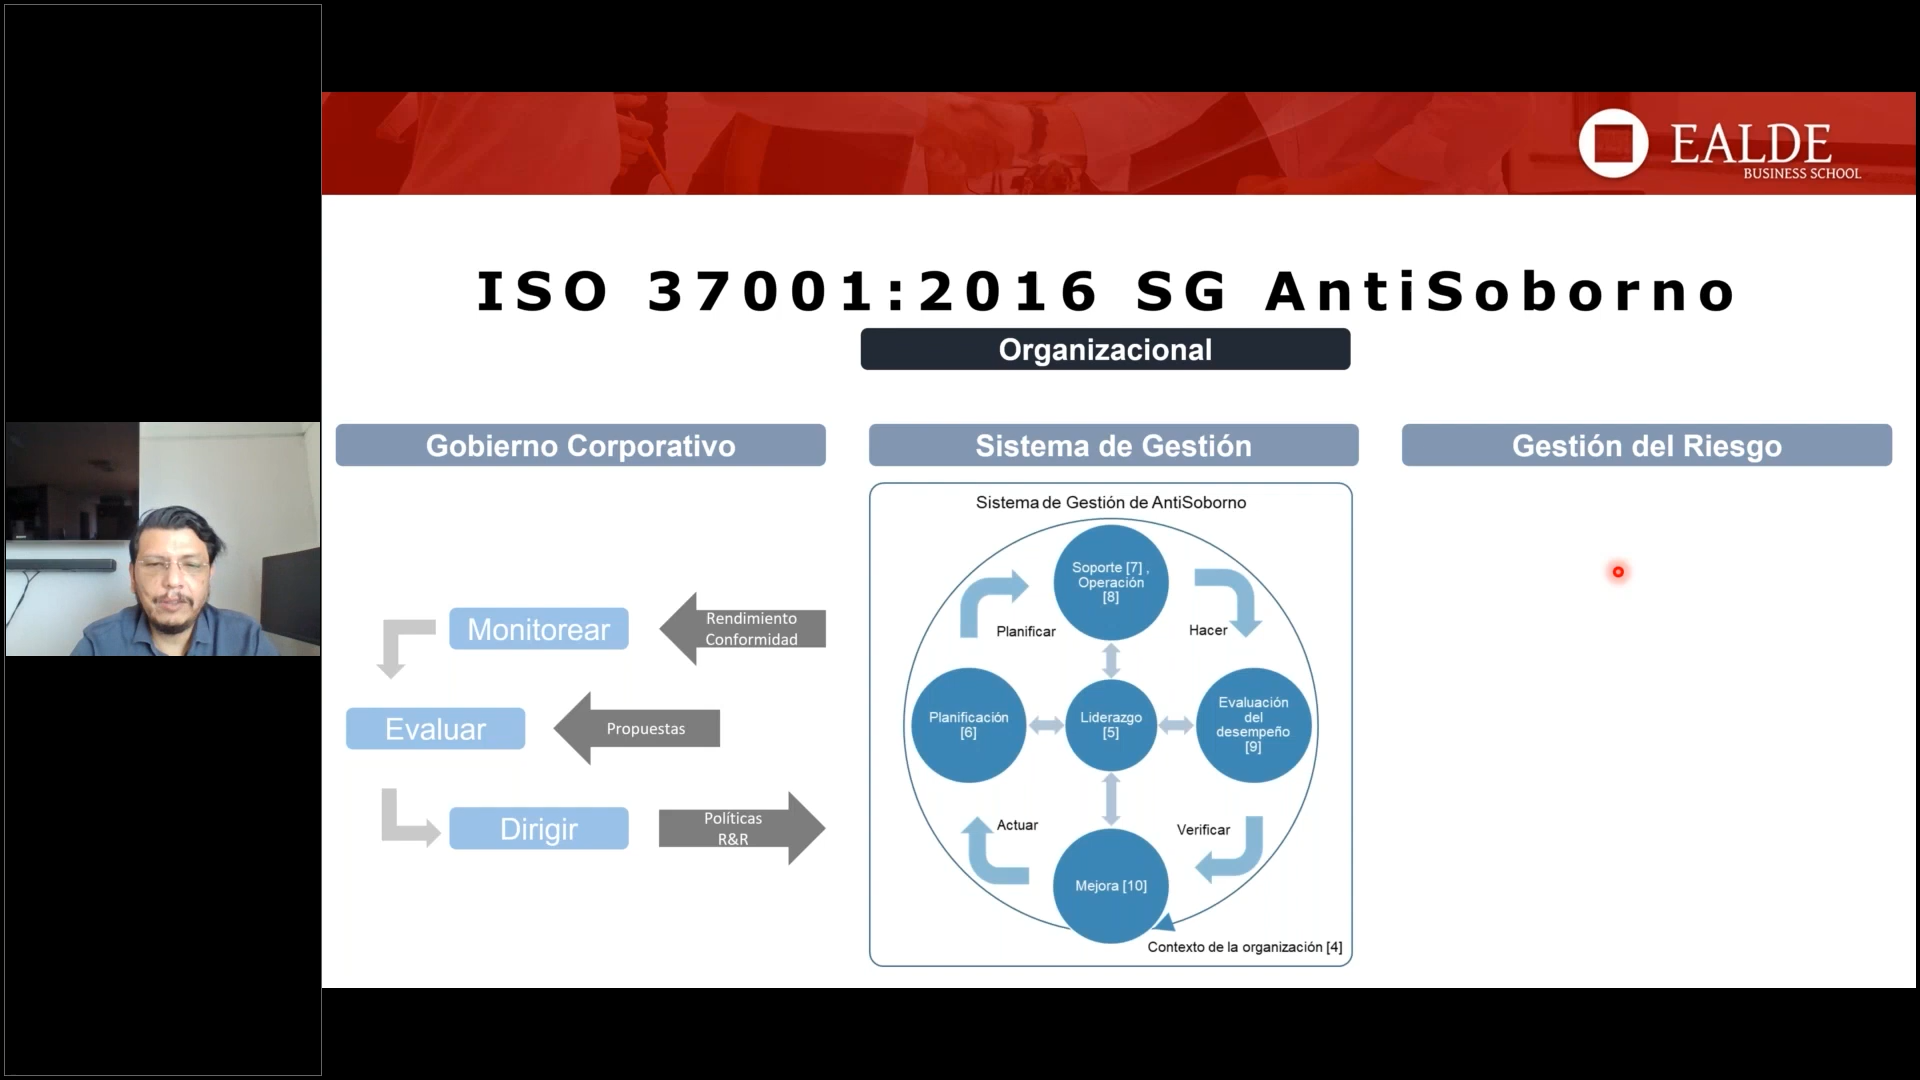 EALDE
BUSINESS SCHOOL
ISO 37001:2016 SG AntiSoborno
Organizacional
Gobierno Corporativo
Sistema de Gestión
Gestión del Riesgo
Monitorear
Rendimiento
Conformidad
Evaluar
Propuestas
Dirigir
Políticas
R&R
Sistema de Gestión de AntiSoborno
Soporte [7] ,
Operación
[8]
Planificar
Hacer
Planificación
[6]
Liderazgo
[5]
Evaluación
del
desempeño
[9]
Actuar
Verificar
Mejora [10]
Contexto de la organización [4]